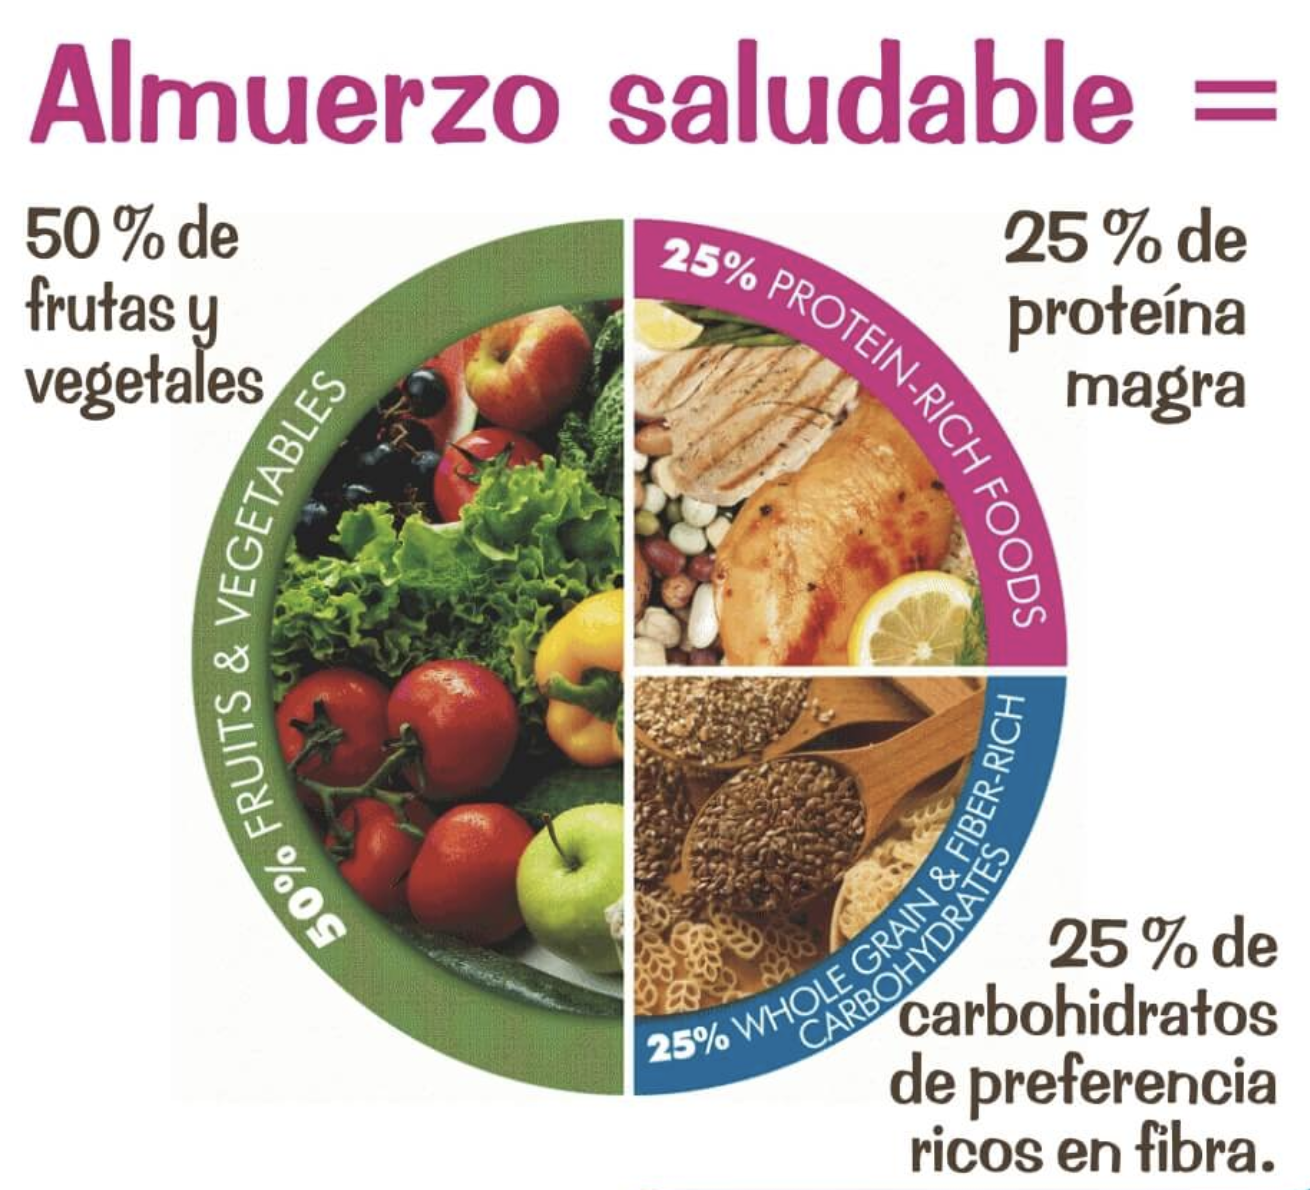 Almuerzo saludable =
50 % de
frutas y
vegetales
25 % de
proteína
magra
50% FRUITS & VEGETABLES
25% PROTEIN-RICH FOODS
25% WHOLE GRAIN & FIBER-RICH
CARBOHYDRATES
25 % de
carbohidratos
de preferencia
ricos en fibra.